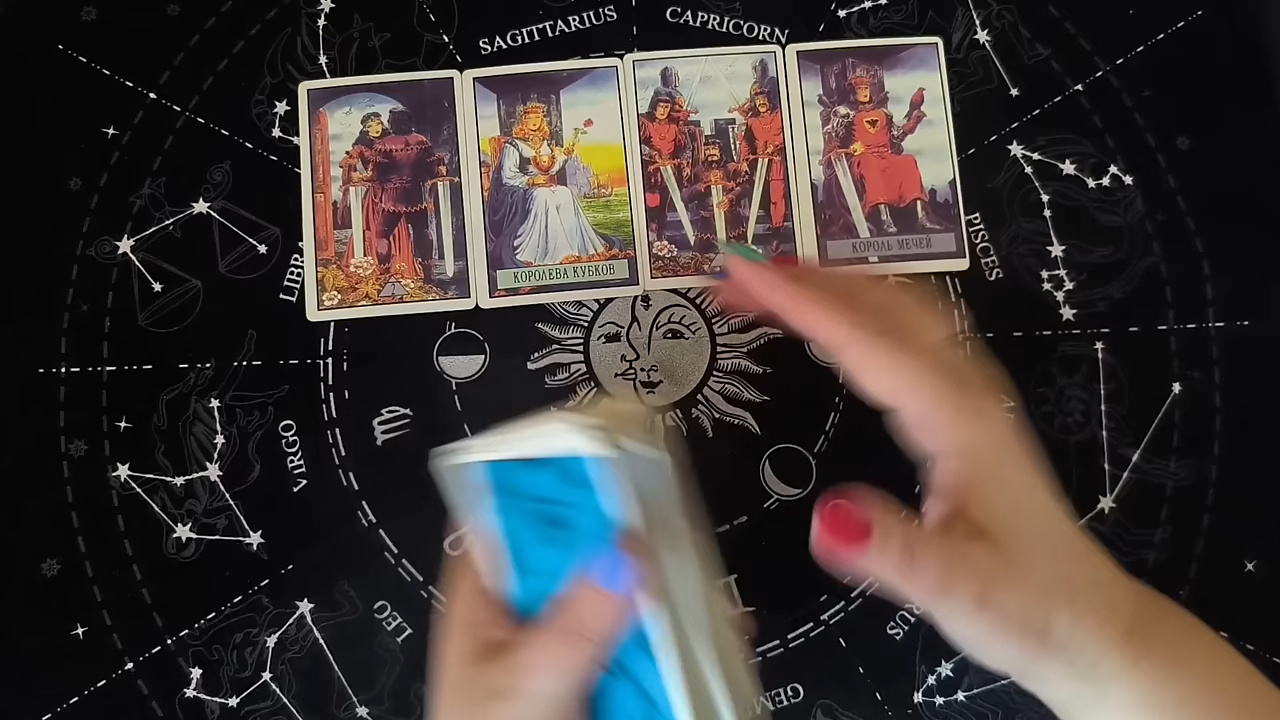 SAGITTARIUS
CAPRICORN
КОРОЛЕВА КУБКОВ
КОРОЛЬ МЕЧЕЙ
LIBRA
PISCES
VIRGO
LEO